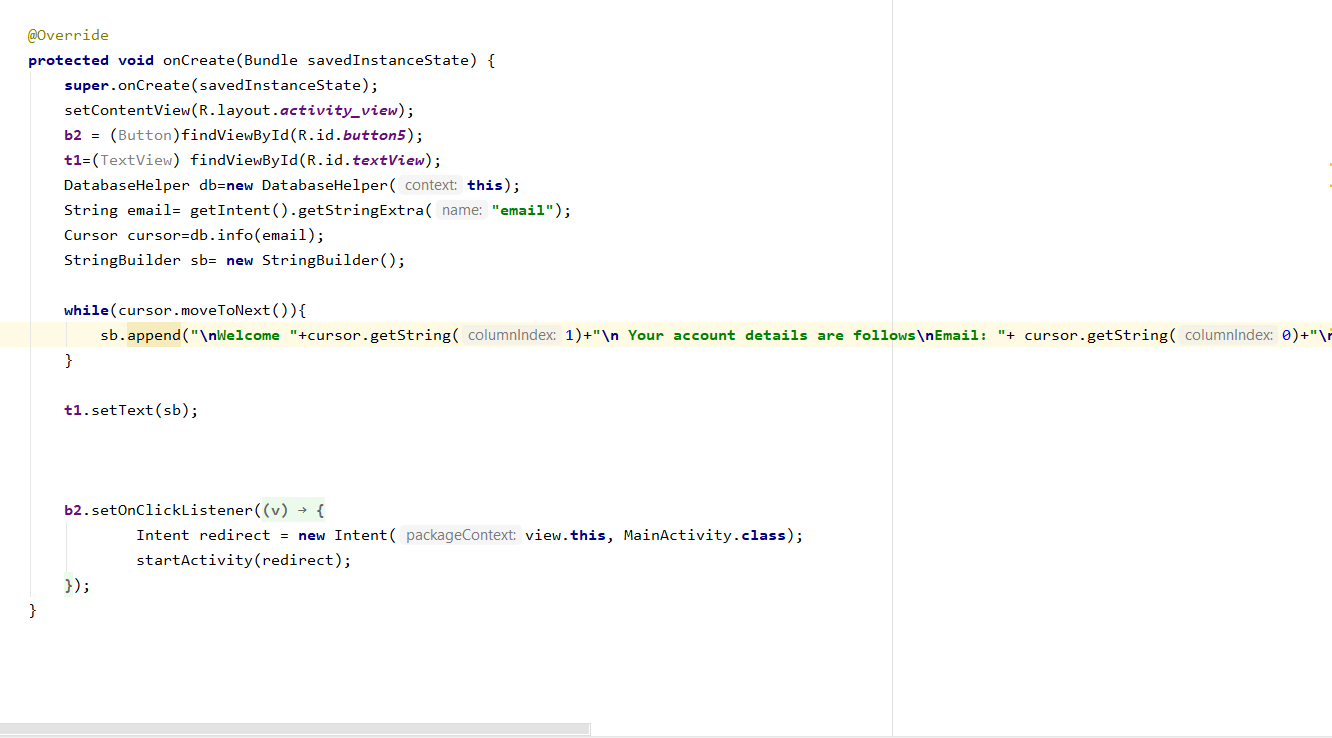 @Override
protected void onCreate(Bundle savedInstanceState) {
super.onCreate(savedInstanceState);
setContentView(R.layout.activity_view);
b2 = (Button)findViewById(R.id.button5);
t1=(TextView) findViewById(R.id.textView);
DatabaseHelper db=new DatabaseHelper( context: this);
String email= getIntent().getStringExtra( name: "email");
Cursor cursor=db.info(email);
StringBuilder sb= new StringBuilder();
while(cursor.moveToNext()){
sb.append("\nWelcome "+cursor.getString( columnIndex: 1)+"\n Your account details are follows\nEmail: "+ cursor.getString( columnIndex: 0)+"\n
}
t1.setText(sb);
b2.setOnClickListener((v) → {
Intent redirect = new Intent( packageContext: view.this, MainActivity.class);
startActivity(redirect);
});
}